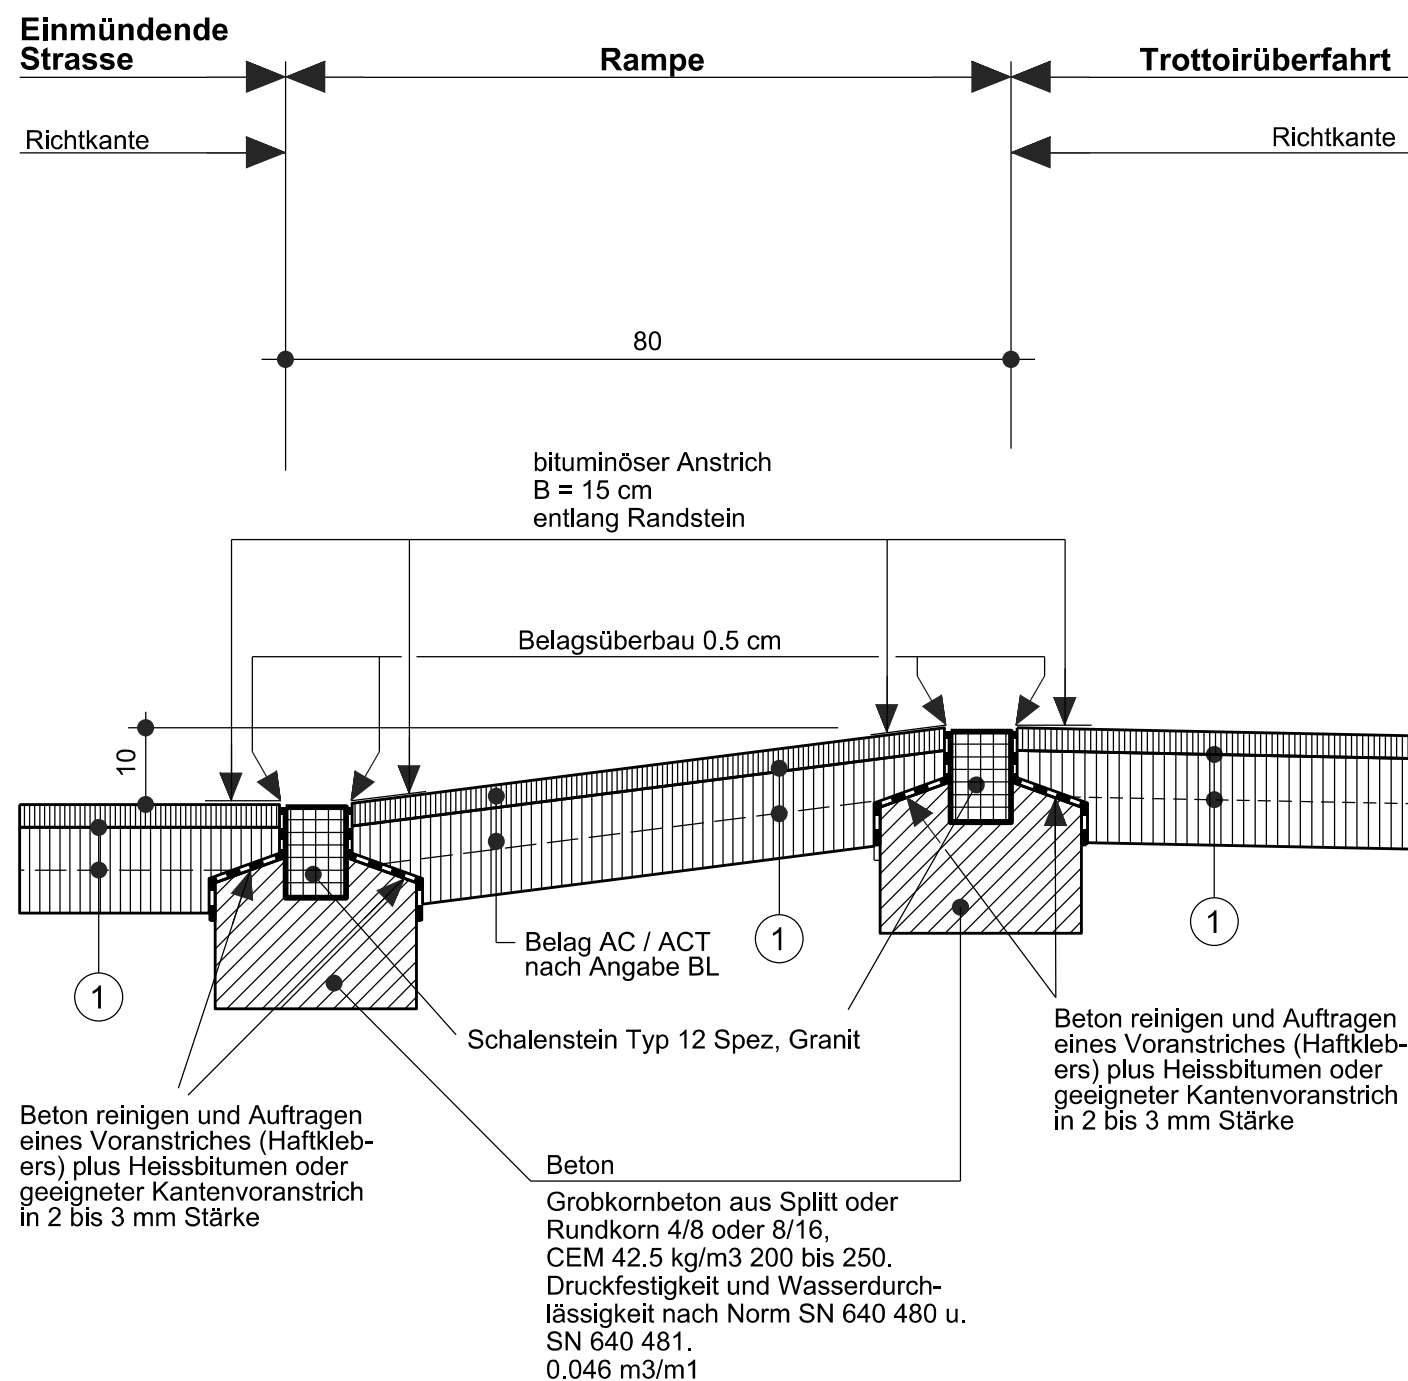 Einmündende
Strasse
Rampe
Trottoirüberfahrt
Richtkante
Richtkante
80
bituminöser Anstrich
B = 15 cm
entlang Randstein
Belagsüberbau 0.5 cm
10
1
1
1
Belag AC / ACT
nach Angabe BL
Schalenstein Typ 12 Spez, Granit
Beton reinigen und Auftragen
eines Voranstriches (Haftkleb-
ers) plus Heissbitumen oder
geeigneter Kantenvoranstrich
in 2 bis 3 mm Stärke
Beton reinigen und Auftragen
eines Voranstriches (Haftkleb-
ers) plus Heissbitumen oder
geeigneter Kantenvoranstrich
in 2 bis 3 mm Stärke
Beton
Grobkornbeton aus Splitt oder
Rundkorn 4/8 oder 8/16,
CEM 42.5 kg/m3 200 bis 250.
Druckfestigkeit und Wasserdurch-
lässigkeit nach Norm SN 640 480 u.
SN 640 481.
0.046 m3/m1